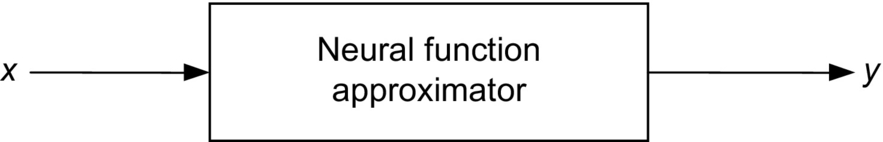 Neural function
approximator
x
y